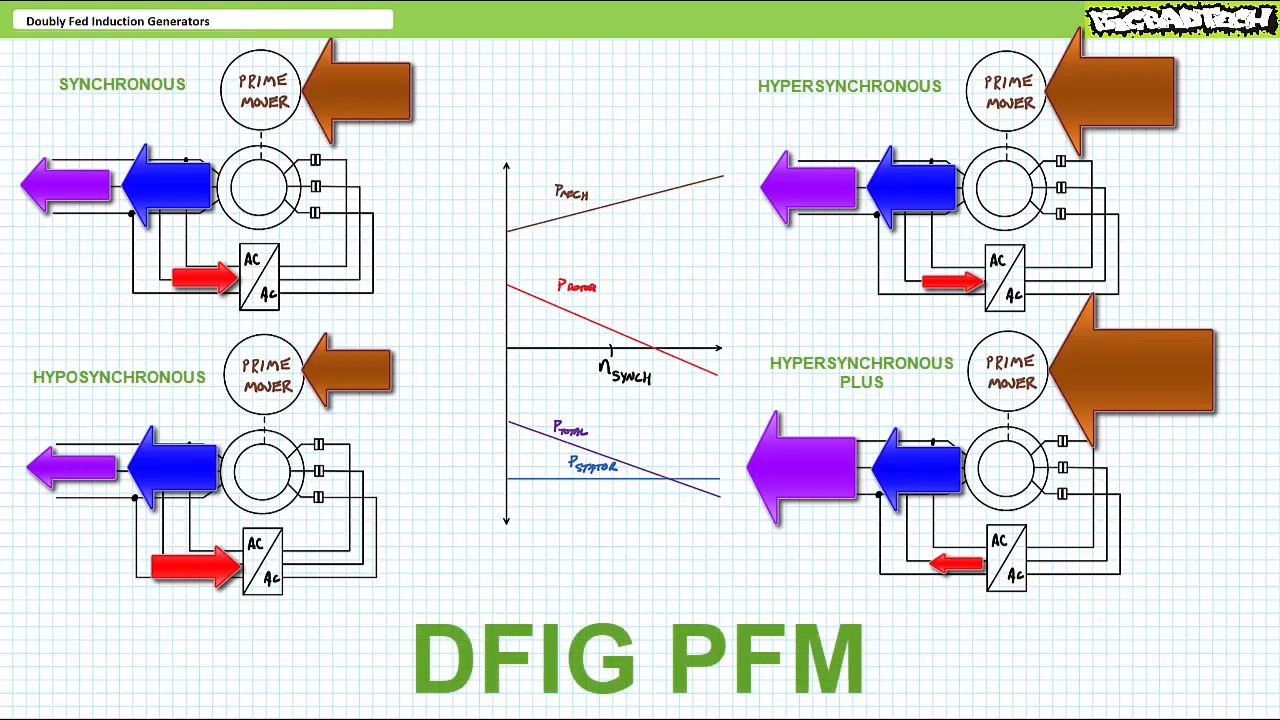 Doubly Fed Induction Generators
BIGBADTECH
SYNCHRONOUS
PRIME
MOVER
AC
AC
HYPERSYNCHRONOUS
PRIME
MOVER
AC
AC
PMECH
PROTOR
nSYNCH
PTOTAL
PSTATOR
HYPOSYNCHRONOUS
PRIME
MOVER
AC
AC
HYPERSYNCHRONOUS
PLUS
PRIME
MOVER
AC
AC
DFIG PFM